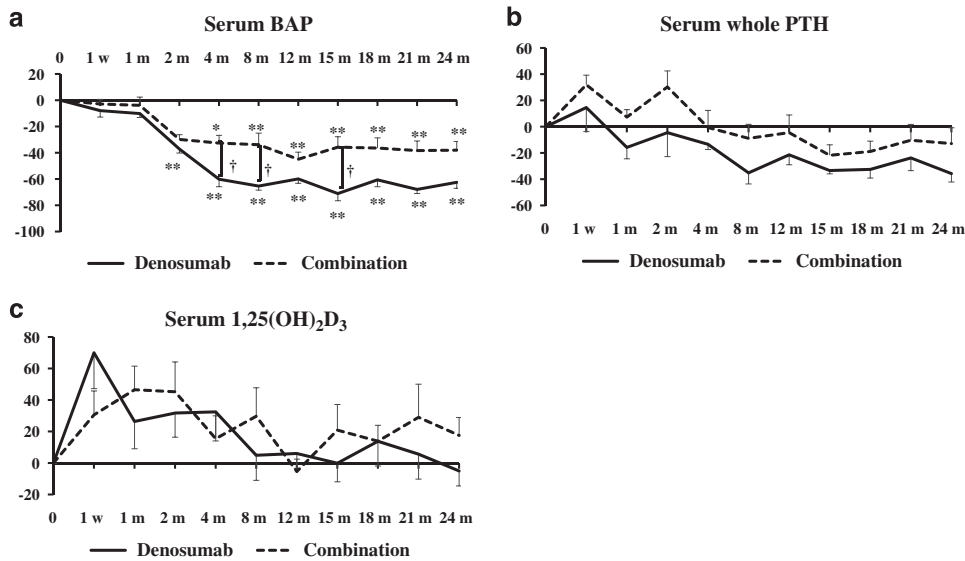 a
Serum BAP
0 1 w 1 m 2 m 4 m 8 m 12 m 15 m 18 m 21 m 24 m
20
0
-20
-40
-60
-80
-100
* ** ** ** ** ** **
† † †
** ** ** ** ** ** ** **
Denosumab Combination
b
Serum whole PTH
60
40
20
0
-20
-40
-60
0 1 w 1 m 2 m 4 m 8 m 12 m 15 m 18 m 21 m 24 m
Denosumab Combination
c
Serum 1,25(OH)2D3
80
60
40
20
0
-20
0 1 w 1 m 2 m 4 m 8 m 12 m 15 m 18 m 21 m 24 m
Denosumab Combination